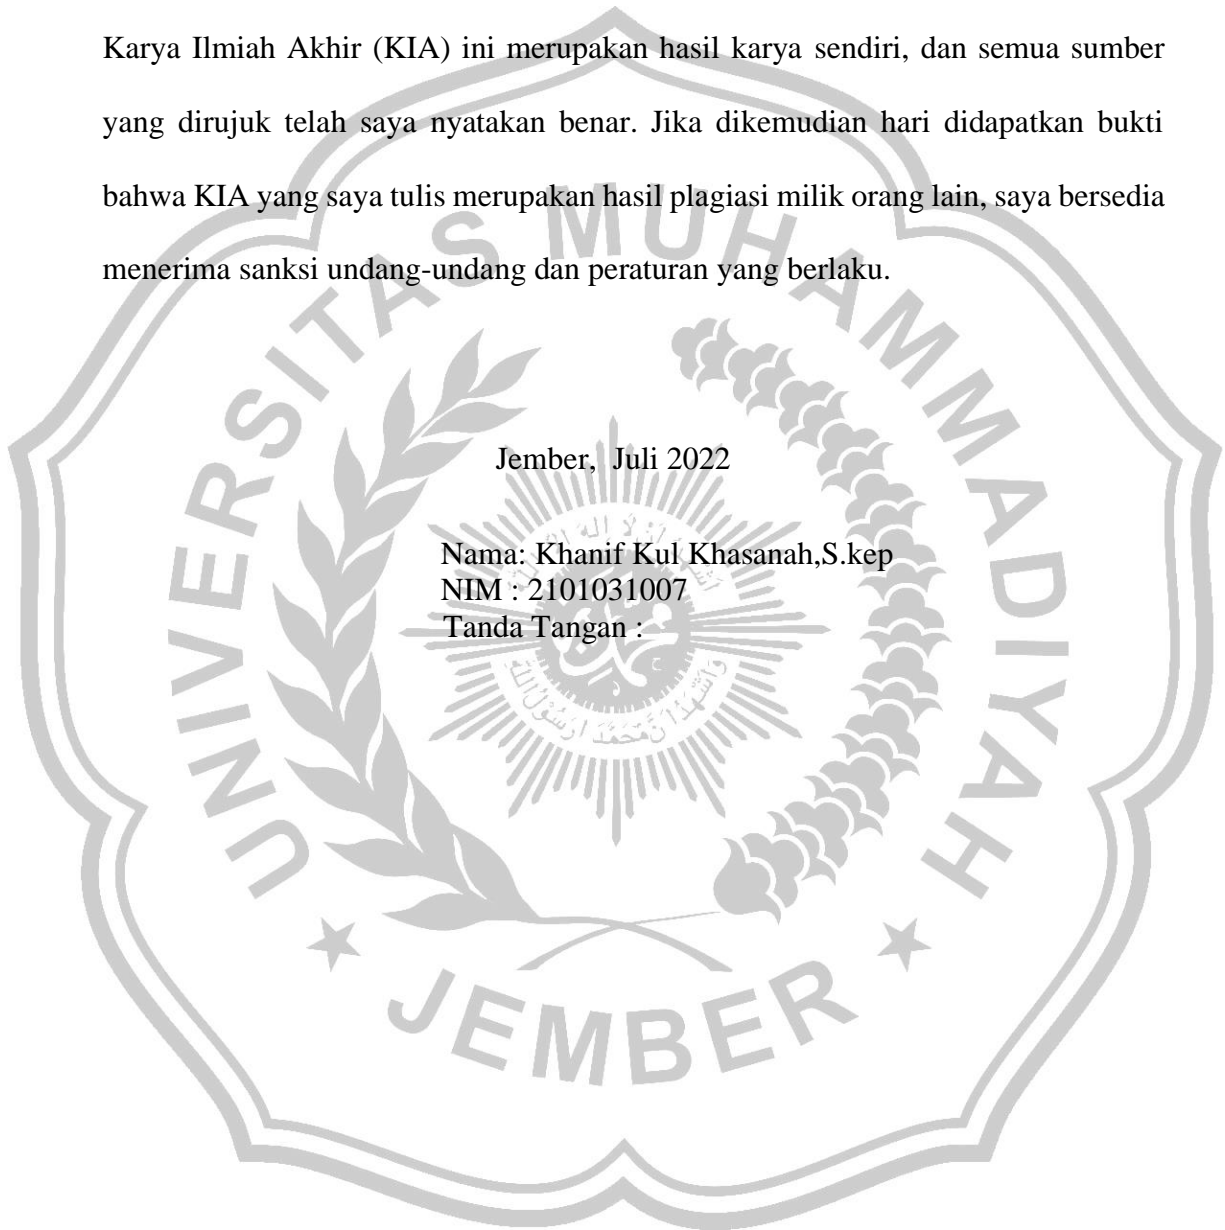 Karya Ilmiah Akhir (KIA) ini merupakan hasil karya sendiri, dan semua sumber
yang dirujuk telah saya nyatakan benar. Jika dikemudian hari didapatkan bukti
bahwa KIA yang saya tulis merupakan hasil plagiasi milik orang lain, saya bersedia
menerima sanksi undang-undang dan peraturan yang berlaku.
Jember, Juli 2022
Nama: Khanif Kul Khasanah,S.kep
NIM : 2101031007
Tanda Tangan :
UNIVERSITAS MUHAMMADIYAH
JEMBER